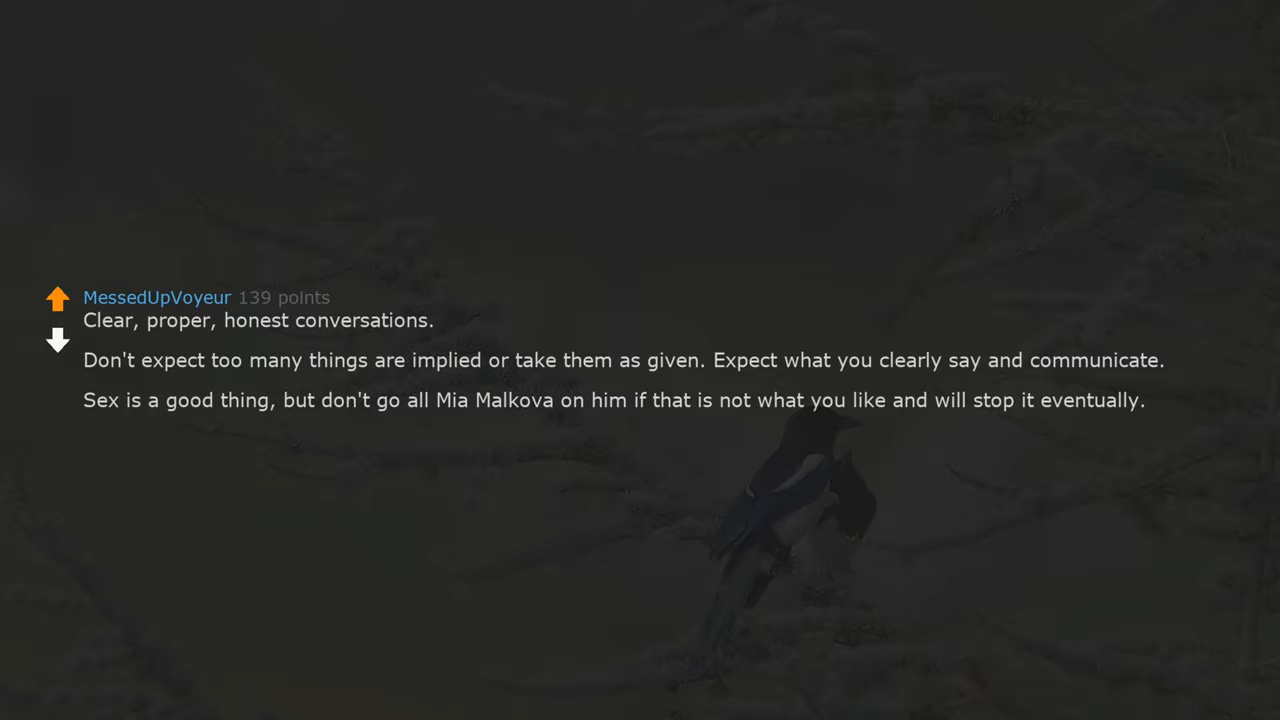 MessedUpVoyeur 139 points
Clear, proper, honest conversations.
Don't expect too many things are implied or take them as given. Expect what you clearly say and communicate.
Sex is a good thing, but don't go all Mia Malkova on him if that is not what you like and will stop it eventually.